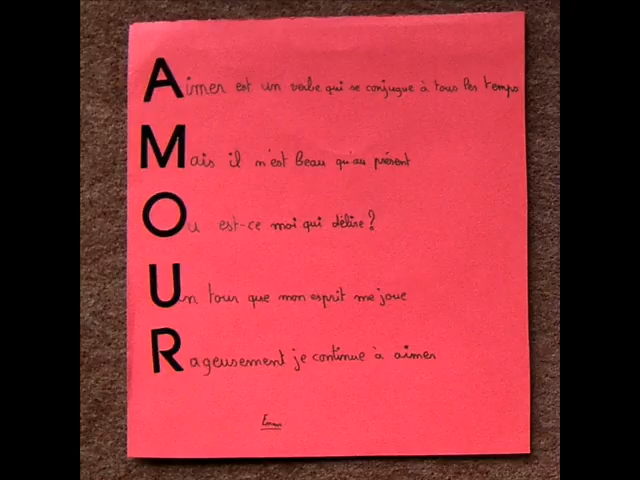 Aimer est un verbe qui se conjugue à tous les temps
Mais il n'est beau qu'au présent
Ou est-ce moi qui délire ?
Un tour que mon esprit me joue
Rageusement je continue à aimer